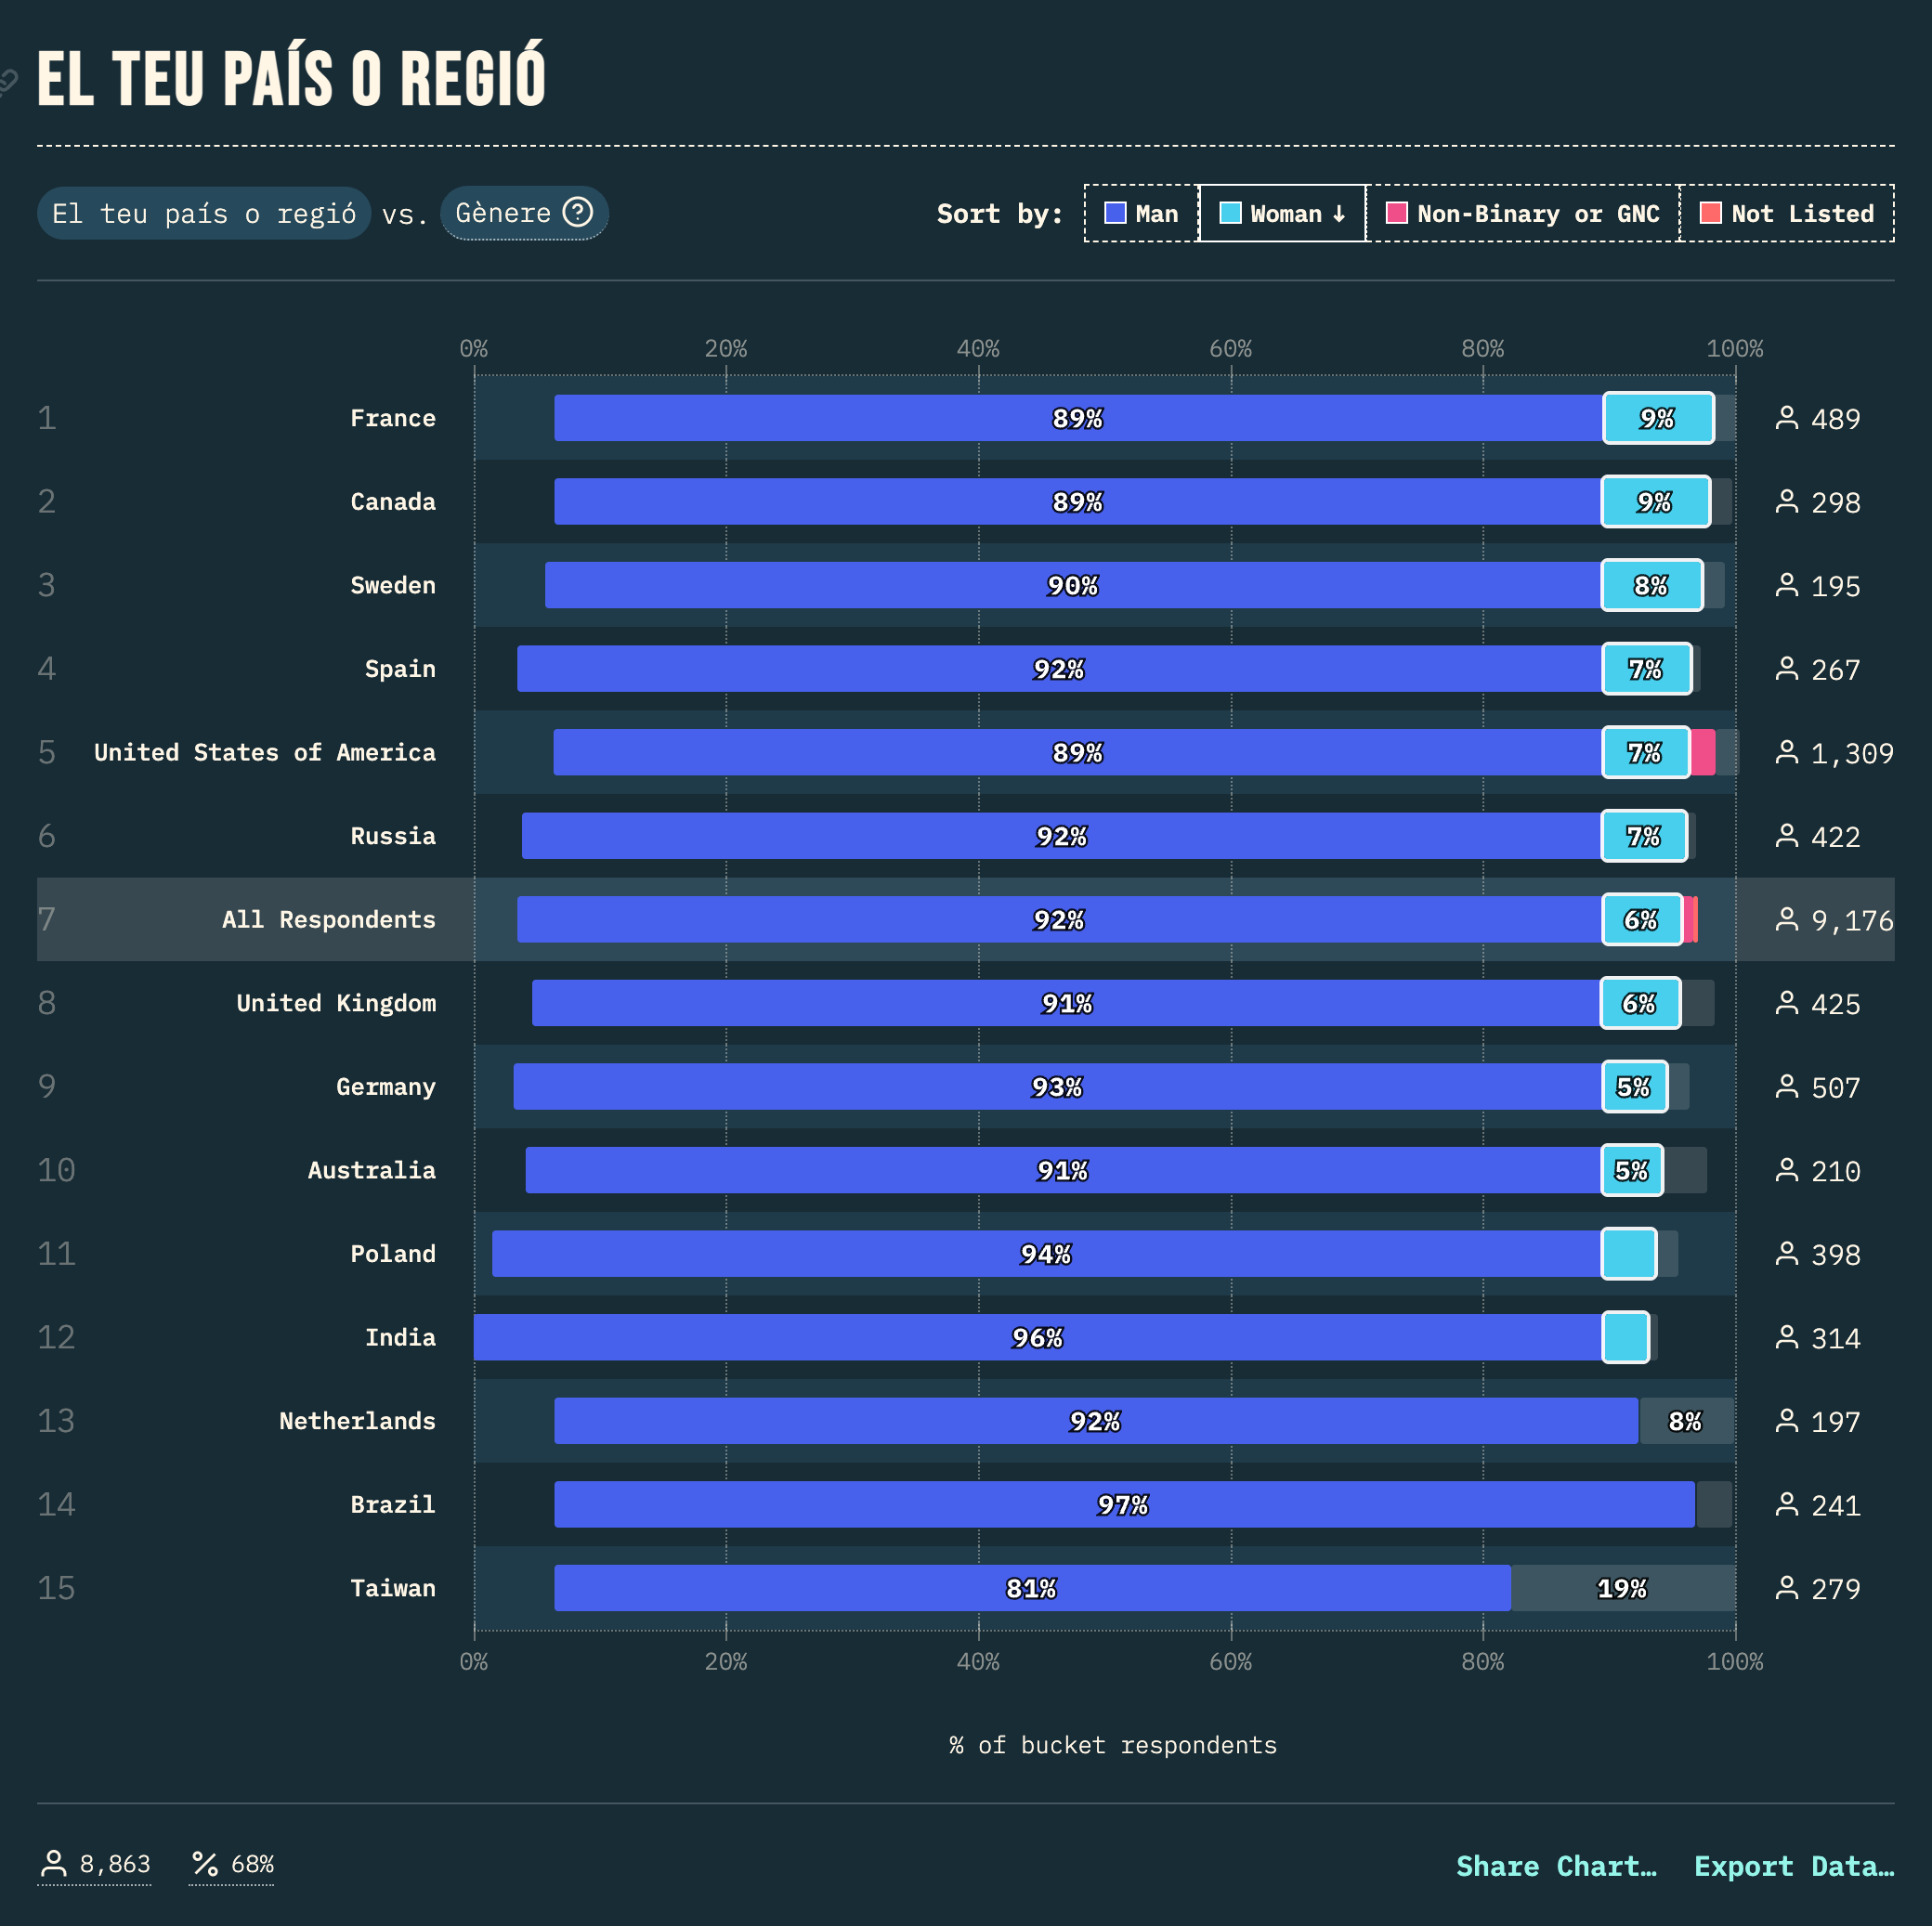 EL TEU PAÍS O REGIÓ
El teu país o regió vs. Gènere ? Sort by: Man Woman ↓ Non-Binary or GNC Not Listed
0% 20% 40% 60% 80% 100%
1 France 89% 9% 489
2 Canada 89% 9% 298
3 Sweden 90% 8% 195
4 Spain 92% 7% 267
5 United States of America 89% 7% 1,309
6 Russia 92% 7% 422
7 All Respondents 92% 6% 9,176
8 United Kingdom 91% 6% 425
9 Germany 93% 5% 507
10 Australia 91% 5% 210
11 Poland 94% 398
12 India 96% 314
13 Netherlands 92% 8% 197
14 Brazil 97% 241
15 Taiwan 81% 19% 279
0% 20% 40% 60% 80% 100%
% of bucket respondents
8,863 % 68% Share Chart… Export Data…